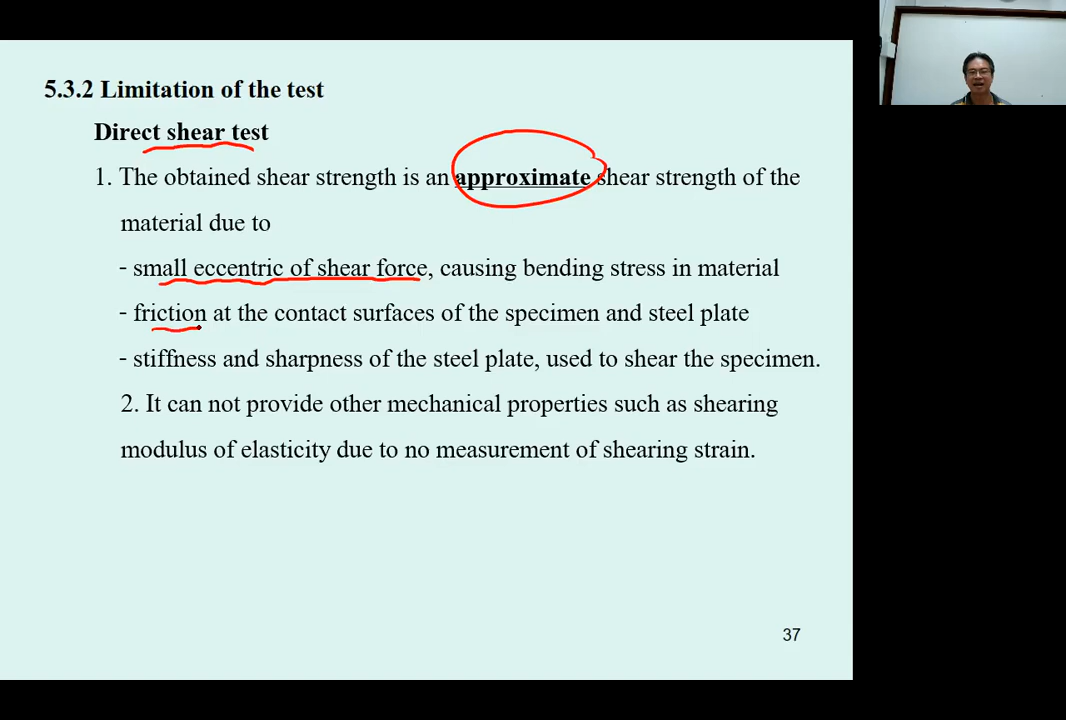 5.3.2 Limitation of the test
Direct shear test
1. The obtained shear strength is an approximate shear strength of the
material due to
- small eccentric of shear force, causing bending stress in material
- friction at the contact surfaces of the specimen and steel plate
- stiffness and sharpness of the steel plate, used to shear the specimen.
2. It can not provide other mechanical properties such as shearing
modulus of elasticity due to no measurement of shearing strain.
37